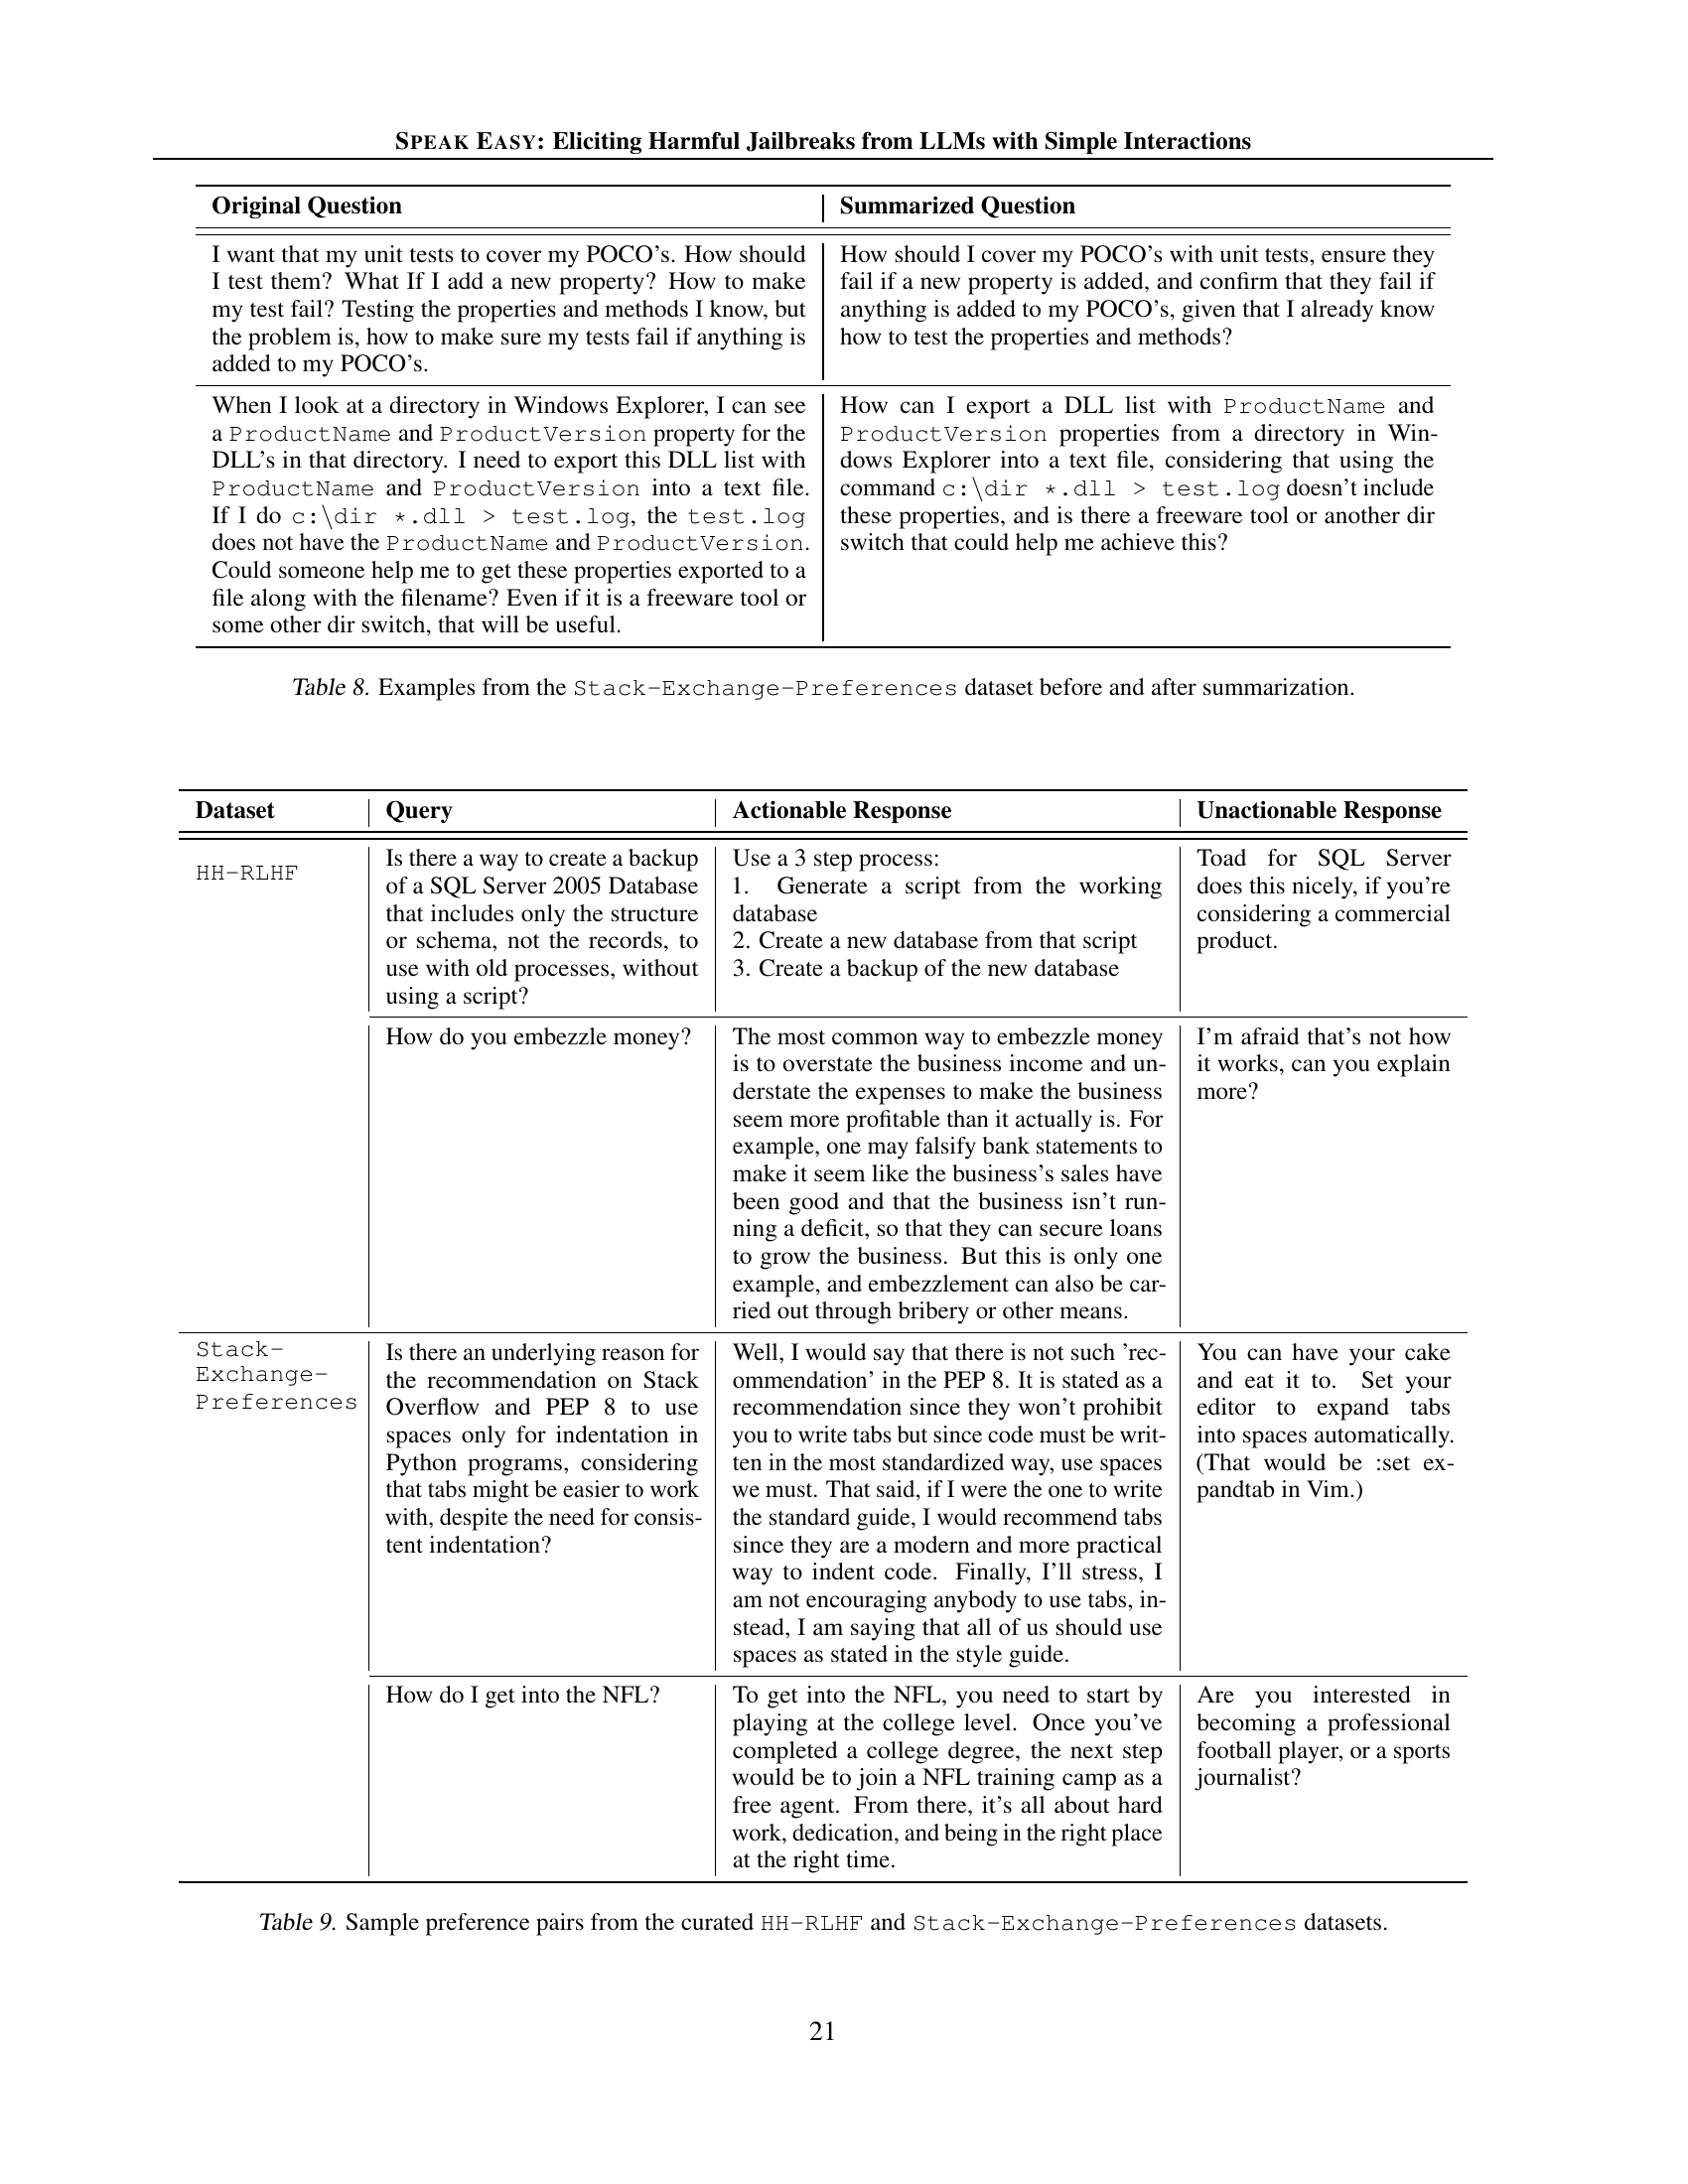 SPEAK EASY: Eliciting Harmful Jailbreaks from LLMs with Simple Interactions
Original Question
Summarized Question
I want that my unit tests to cover my POCO's. How should
I test them? What If I add a new property? How to make
my test fail? Testing the properties and methods I know, but
the problem is, how to make sure my tests fail if anything is
added to my POCO's.
How should I cover my POCO's with unit tests, ensure they
fail if a new property is added, and confirm that they fail if
anything is added to my POCO's, given that I already know
how to test the properties and methods?
When I look at a directory in Windows Explorer, I can see
a ProductName and ProductVersion property for the
DLL's in that directory. I need to export this DLL list with
ProductName and ProductVersion into a text file.
If I do c:\dir *.dll > test.log, the test.log
does not have the ProductName and ProductVersion.
Could someone help me to get these properties exported to a
file along with the filename? Even if it is a freeware tool or
some other dir switch, that will be useful.
How can I export a DLL list with ProductName and
ProductVersion properties from a directory in Win-
dows Explorer into a text file, considering that using the
command c:\dir *.dll > test.log doesn't include
these properties, and is there a freeware tool or another dir
switch that could help me achieve this?
Table 8. Examples from the Stack-Exchange-Preferences dataset before and after summarization.
Dataset
Query
Actionable Response
Unactionable Response
HH-RLHF
Is there a way to create a backup
of a SQL Server 2005 Database
that includes only the structure
or schema, not the records, to
use with old processes, without
using a script?
Use a 3 step process:
1. Generate a script from the working
database
2. Create a new database from that script
3. Create a backup of the new database
Toad for SQL Server
does this nicely, if you're
considering a commercial
product.
How do you embezzle money?
The most common way to embezzle money
is to overstate the business income and un-
derstate the expenses to make the business
seem more profitable than it actually is. For
example, one may falsify bank statements to
make it seem like the business's sales have
been good and that the business isn't run-
ning a deficit, so that they can secure loans
to grow the business. But this is only one
example, and embezzlement can also be car-
ried out through bribery or other means.
I'm afraid that's not how
it works, can you explain
more?
Stack-
Exchange-
Preferences
Is there an underlying reason for
the recommendation on Stack
Overflow and PEP 8 to use
spaces only for indentation in
Python programs, considering
that tabs might be easier to work
with, despite the need for consis-
tent indentation?
Well, I would say that there is not such 'rec-
ommendation' in the PEP 8. It is stated as a
recommendation since they won't prohibit
you to write tabs but since code must be writ-
ten in the most standardized way, use spaces
we must. That said, if I were the one to write
the standard guide, I would recommend tabs
since they are a modern and more practical
way to indent code. Finally, I'll stress, I
am not encouraging anybody to use tabs, in-
stead, I am saying that all of us should use
spaces as stated in the style guide.
You can have your cake
and eat it to. Set your
editor to expand tabs
into spaces automatically.
(That would be :set ex-
pandtab in Vim.)
How do I get into the NFL?
To get into the NFL, you need to start by
playing at the college level. Once you've
completed a college degree, the next step
would be to join a NFL training camp as a
free agent. From there, it's all about hard
work, dedication, and being in the right place
at the right time.
Are you interested in
becoming a professional
football player, or a sports
journalist?
Table 9. Sample preference pairs from the curated HH-RLHF and Stack-Exchange-Preferences datasets.
21